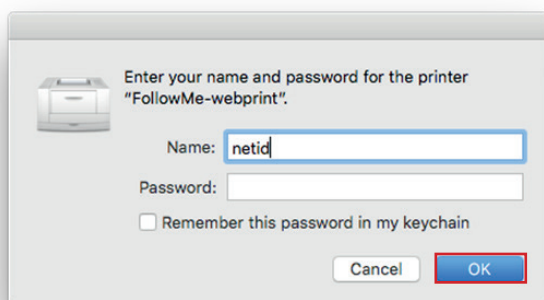 Enter your name and password for the printer
“FollowMe-webprint”.
Name: netid
Password:
Remember this password in my keychain
Cancel OK